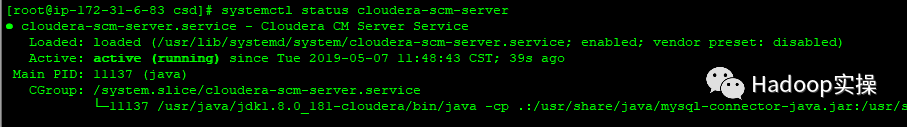 [root@ip-172-31-6-83 csd]# systemctl status cloudera-scm-server
● cloudera-scm-server.service - Cloudera CM Server Service
Loaded: loaded (/usr/lib/systemd/system/cloudera-scm-server.service; enabled; vendor preset: disabled)
Active: active (running) since Tue 2019-05-07 11:48:43 CST; 39s ago
Main PID: 11137 (java)
CGroup: /system.slice/cloudera-scm-server.service
└─11137 /usr/java/jdk1.8.0_181-cloudera/bin/java -cp .:/usr/share/java/mysql-connector-java.jar:/usr/s
Hadoop实操